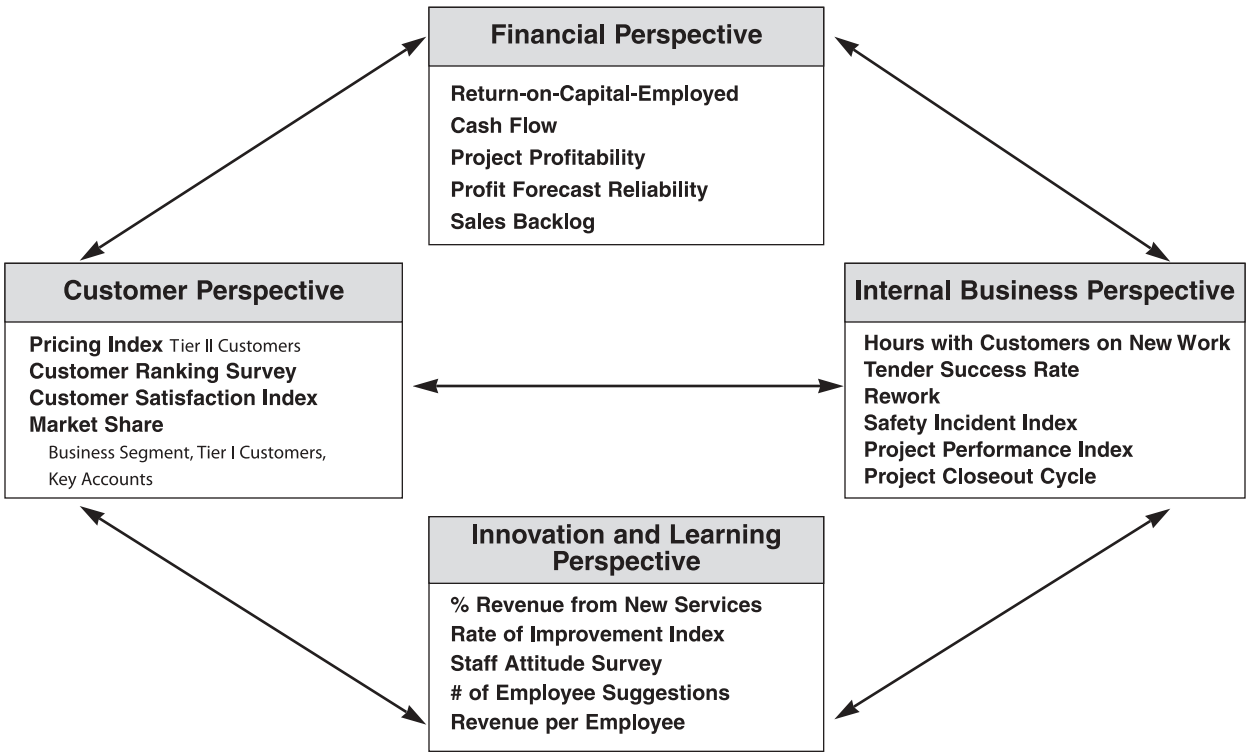 Financial Perspective
Return-on-Capital-Employed
Cash Flow
Project Profitability
Profit Forecast Reliability
Sales Backlog
Customer Perspective
Pricing Index Tier II Customers
Customer Ranking Survey
Customer Satisfaction Index
Market Share
Business Segment, Tier I Customers,
Key Accounts
Internal Business Perspective
Hours with Customers on New Work
Tender Success Rate
Rework
Safety Incident Index
Project Performance Index
Project Closeout Cycle
Innovation and Learning
Perspective
% Revenue from New Services
Rate of Improvement Index
Staff Attitude Survey
# of Employee Suggestions
Revenue per Employee